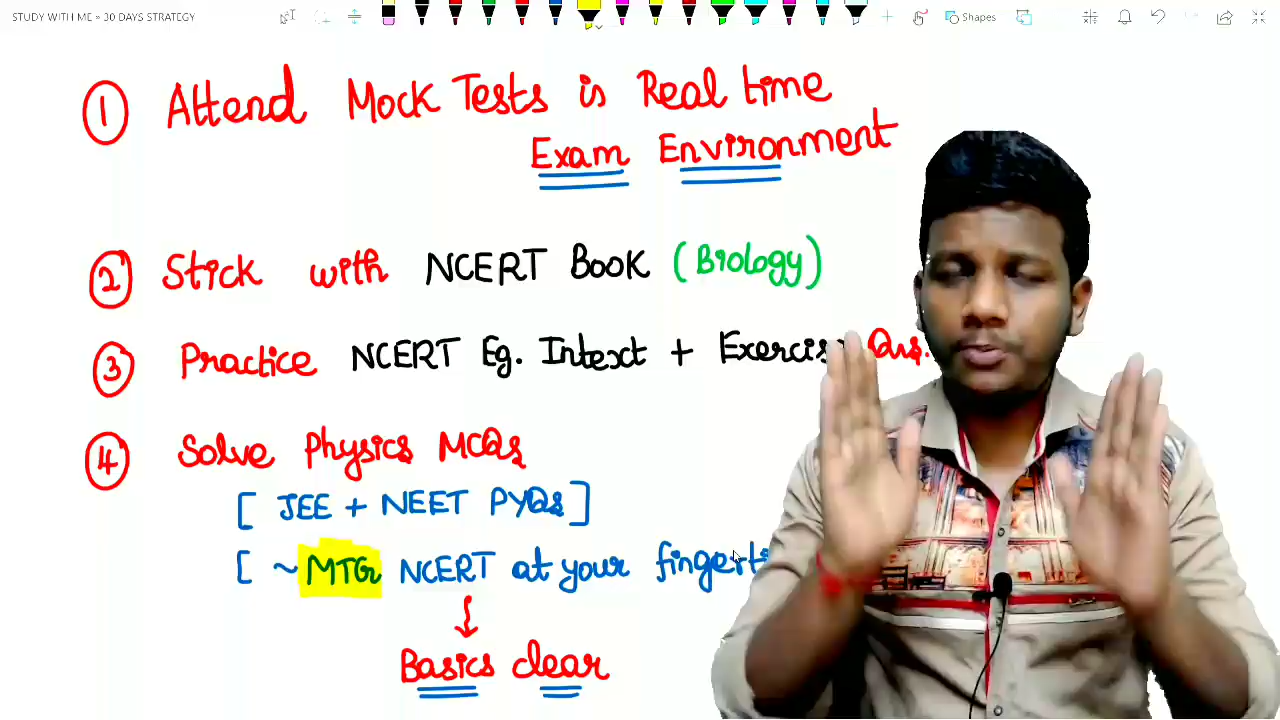 STUDY WITH ME » 30 DAYS STRATEGY
Shapes
① Attend Mock Tests is Real time
Exam Environment
② Stick with NCERT Book (Biology)
③ Practice NCERT Eg. Intext + Exercise Qus.
④ Solve Physics MCQs
[ JEE + NEET PYQs ]
[ ~ MTG NCERT at your fingerti
Basics clear